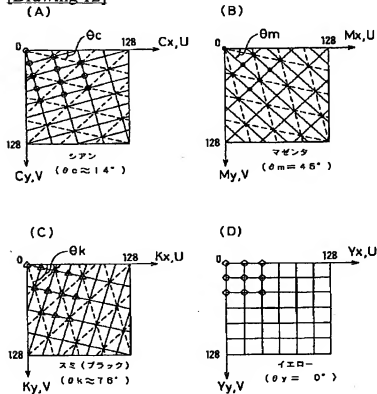 [Drawing 12]
(A)
θc
0
128
Cx,U
128
シアン
Cy,V
(θc≈14°)
(B)
θm
0
128
Mx,U
128
マゼンタ
My,V
(θm=45°)
(C)
θk
0
128
Kx,U
128
スミ(ブラック)
Ky,V
(θk≈76°)
(D)
0
128
Yx,U
128
イエロー
Yy,V
(θy= 0°)